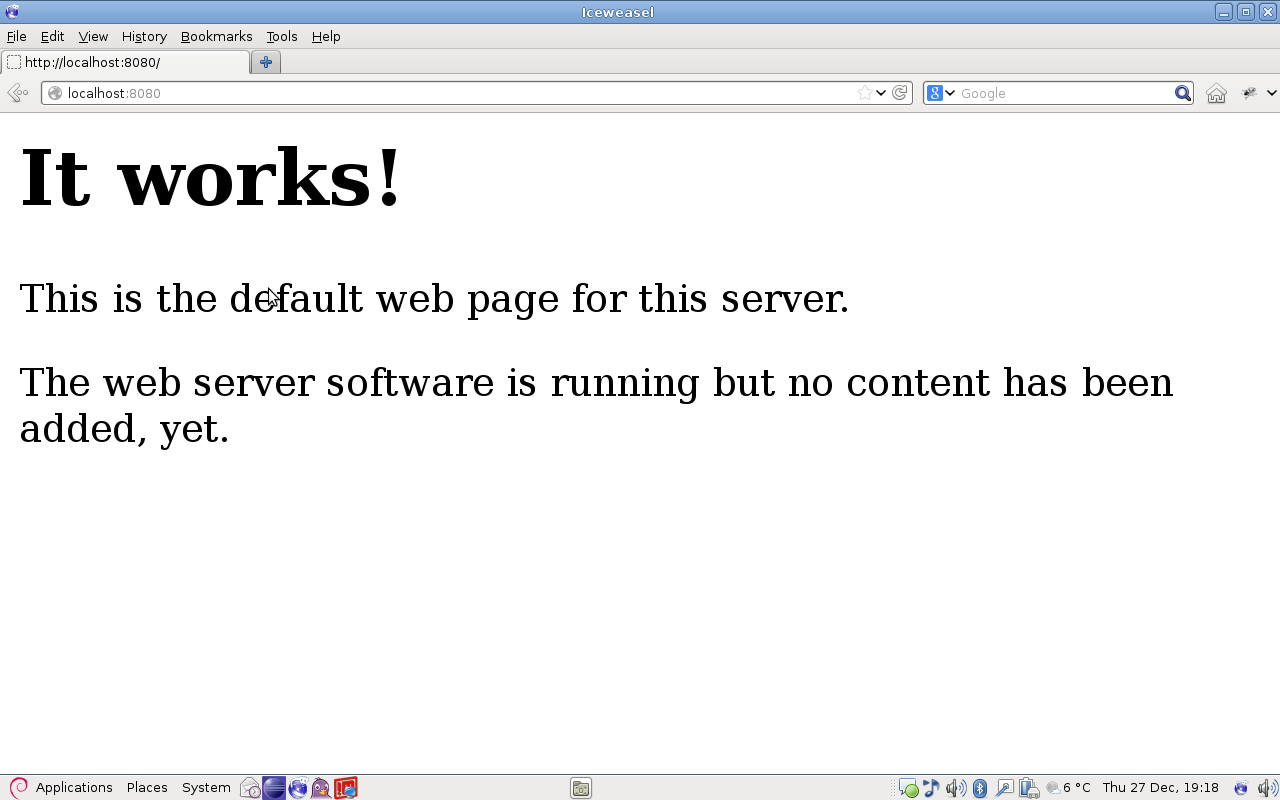 Iceweasel
File Edit View History Bookmarks Tools Help
http://localhost:8080/
localhost:8080
Google
It works!
This is the default web page for this server.
The web server software is running but no content has been
added, yet.
Applications Places System
6 °C Thu 27 Dec, 19:18